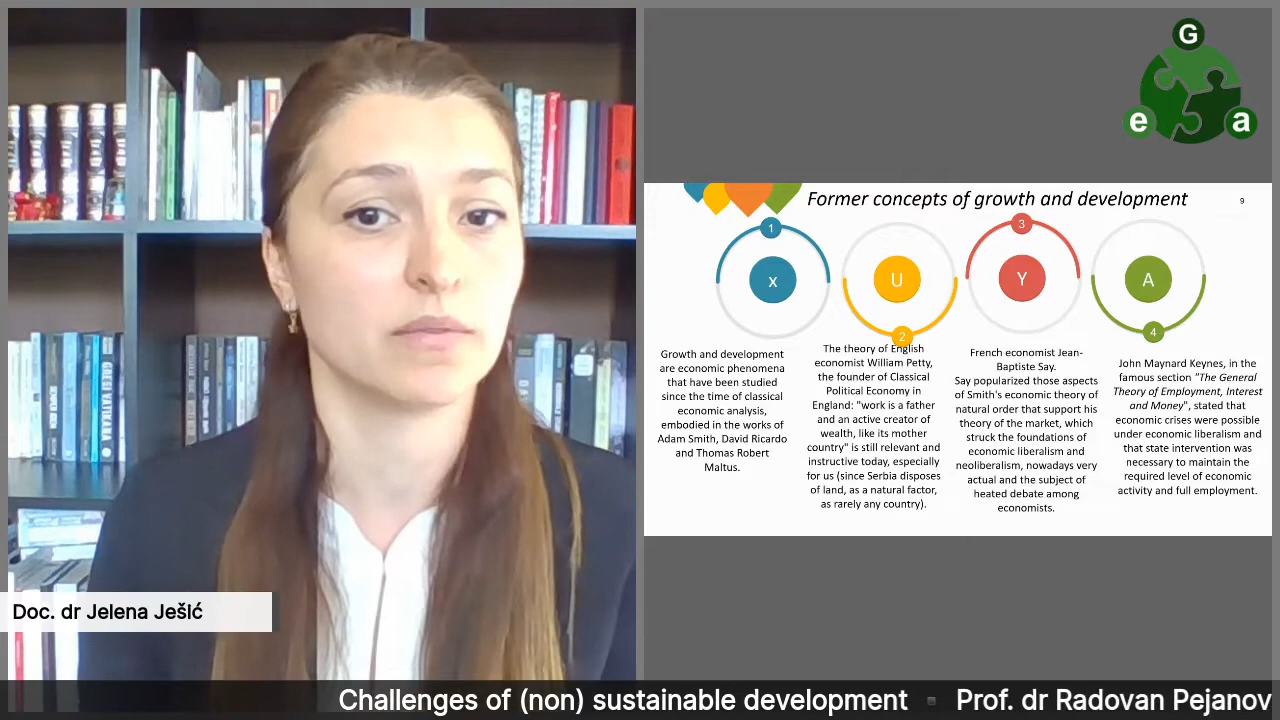 G
e
a
Former concepts of growth and development
9
1
x
Growth and development
are economic phenomena
that have been studied
since the time of classical
economic analysis,
embodied in the works of
Adam Smith, David Ricardo
and Thomas Robert
Maltus.
U
2
The theory of English
economist William Petty,
the founder of Classical
Political Economy in
England: "work is a father
and an active creator of
wealth, like its mother
country" is still relevant and
instructive today, especially
for us (since Serbia disposes
of land, as a natural factor,
as rarely any country).
3
Y
French economist Jean-
Baptiste Say.
Say popularized those aspects
of Smith's economic theory of
natural order that support his
theory of the market, which
struck the foundations of
economic liberalism and
neoliberalism, nowadays very
actual and the subject of
heated debate among
economists.
A
4
John Maynard Keynes, in the
famous section "The General
Theory of Employment, Interest
and Money", stated that
economic crises were possible
under economic liberalism and
that state intervention was
necessary to maintain the
required level of economic
activity and full employment.
GRESI VATIKANA
Doc. dr Jelena Ješić
Challenges of (non) sustainable development ▪ Prof. dr Radovan Pejanov